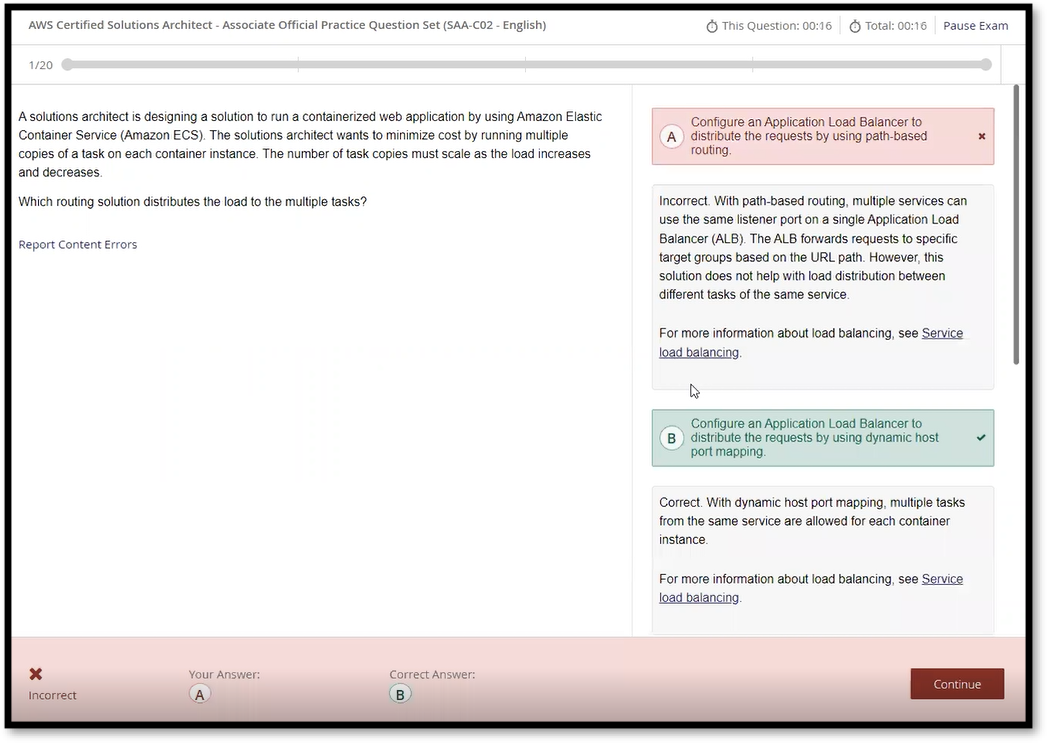 AWS Certified Solutions Architect - Associate Official Practice Question Set (SAA-C02 - English)
This Question: 00:16
Total: 00:16
Pause Exam
1/20
A solutions architect is designing a solution to run a containerized web application by using Amazon Elastic
Container Service (Amazon ECS). The solutions architect wants to minimize cost by running multiple
copies of a task on each container instance. The number of task copies must scale as the load increases
and decreases.
Which routing solution distributes the load to the multiple tasks?
Report Content Errors
A
Configure an Application Load Balancer to
distribute the requests by using path-based
routing.
Incorrect. With path-based routing, multiple services can
use the same listener port on a single Application Load
Balancer (ALB). The ALB forwards requests to specific
target groups based on the URL path. However, this
solution does not help with load distribution between
different tasks of the same service.
For more information about load balancing, see Service
load balancing.
B
Configure an Application Load Balancer to
distribute the requests by using dynamic host
port mapping.
Correct. With dynamic host port mapping, multiple tasks
from the same service are allowed for each container
instance.
For more information about load balancing, see Service
load balancing.
Incorrect
Your Answer:
A
Correct Answer:
B
Continue